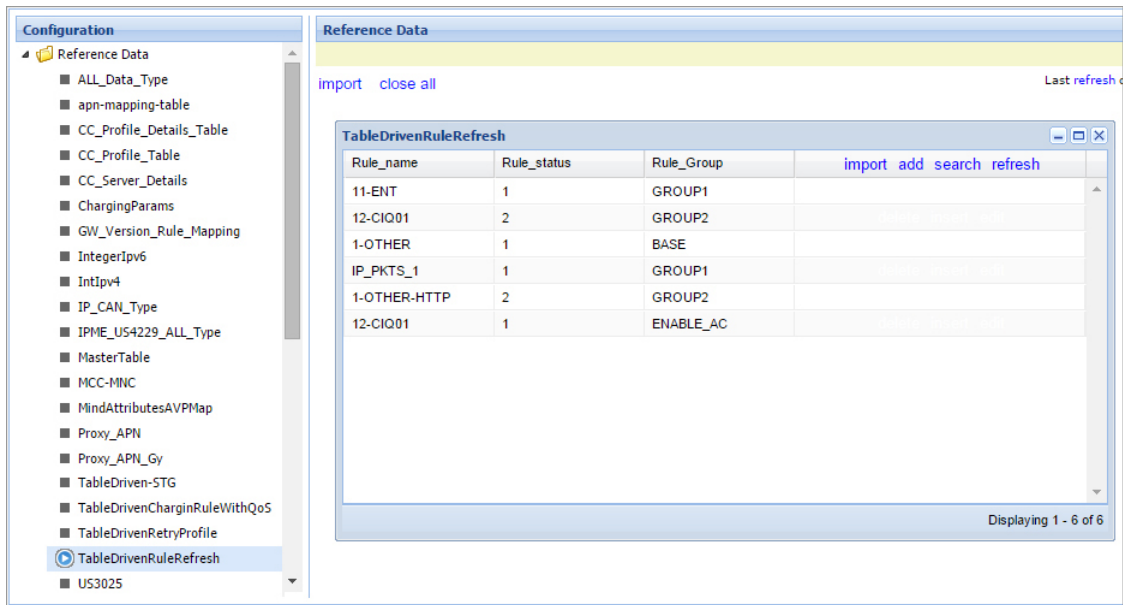 Configuration
Reference Data
ALL_Data_Type
apn-mapping-table
CC_Profile_Details_Table
CC_Profile_Table
CC_Server_Details
ChargingParams
GW_Version_Rule_Mapping
IntegerIpv6
IntIpv4
IP_CAN_Type
IPME_US4229_ALL_Type
MasterTable
MCC-MNC
MindAttributesAVPMap
Proxy_APN
Proxy_APN_Gy
TableDriven-STG
TableDrivenCharginRuleWithQoS
TableDrivenRetryProfile
TableDrivenRuleRefresh
US3025
Reference Data
import close all Last refresh
TableDrivenRuleRefresh
Rule_name Rule_status Rule_Group import add search refresh
11-ENT 1 GROUP1
12-CIQ01 2 GROUP2
1-OTHER 1 BASE
IP_PKTS_1 1 GROUP1
1-OTHER-HTTP 2 GROUP2
12-CIQ01 1 ENABLE_AC
Displaying 1 - 6 of 6